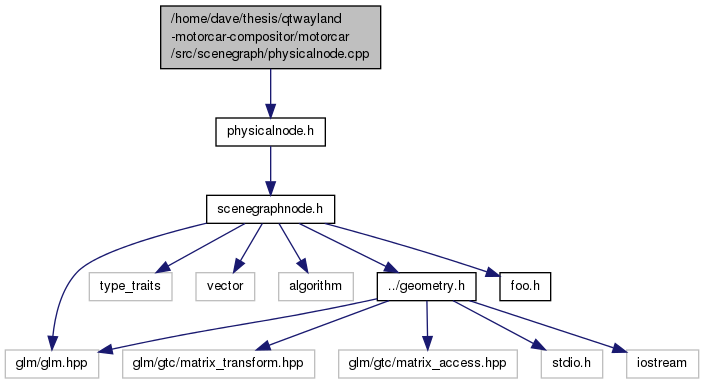 /home/dave/thesis/qtwayland
-motorcar-compositor/motorcar
/src/scenegraph/physicalnode.cpp
physicalnode.h
scenegraphnode.h
type_traits
vector
algorithm
../geometry.h
foo.h
glm/glm.hpp
glm/gtc/matrix_transform.hpp
glm/gtc/matrix_access.hpp
stdio.h
iostream